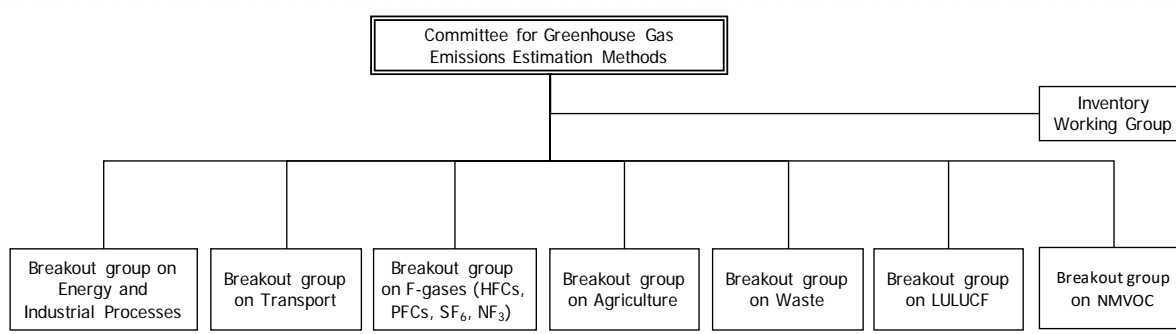 Committee for Greenhouse Gas
Emissions Estimation Methods
Inventory
Working Group
Breakout group on
Energy and
Industrial Processes
Breakout group
on Transport
Breakout group
on F-gases (HFCs,
PFCs, SF₆, NF₃)
Breakout group
on Agriculture
Breakout group
on Waste
Breakout group
on LULUCF
Breakout group
on NMVOC